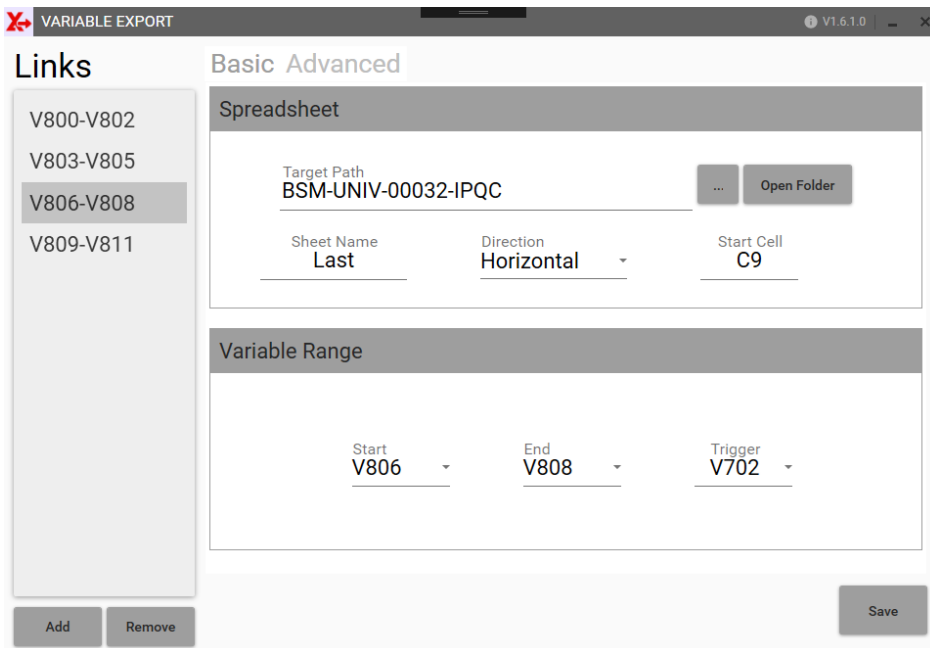 VARIABLE EXPORT
V1.6.1.0
Links
Basic Advanced
V800-V802
V803-V805
V806-V808
V809-V811
Spreadsheet
Target Path
BSM-UNIV-00032-IPQC
...
Open Folder
Sheet Name
Last
Direction
Horizontal
Start Cell
C9
Variable Range
Start
V806
End
V808
Trigger
V702
Add
Remove
Save